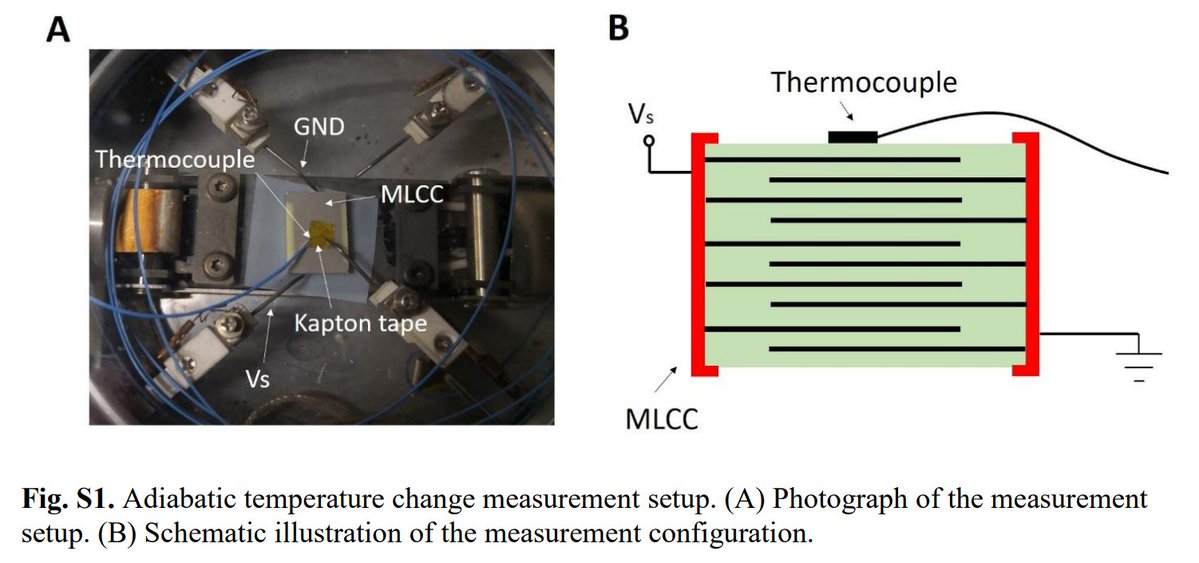 A
GND
Thermocouple
MLCC
Kapton tape
Vs
B
Thermocouple
Vs
MLCC
Fig. S1. Adiabatic temperature change measurement setup. (A) Photograph of the measurement
setup. (B) Schematic illustration of the measurement configuration.